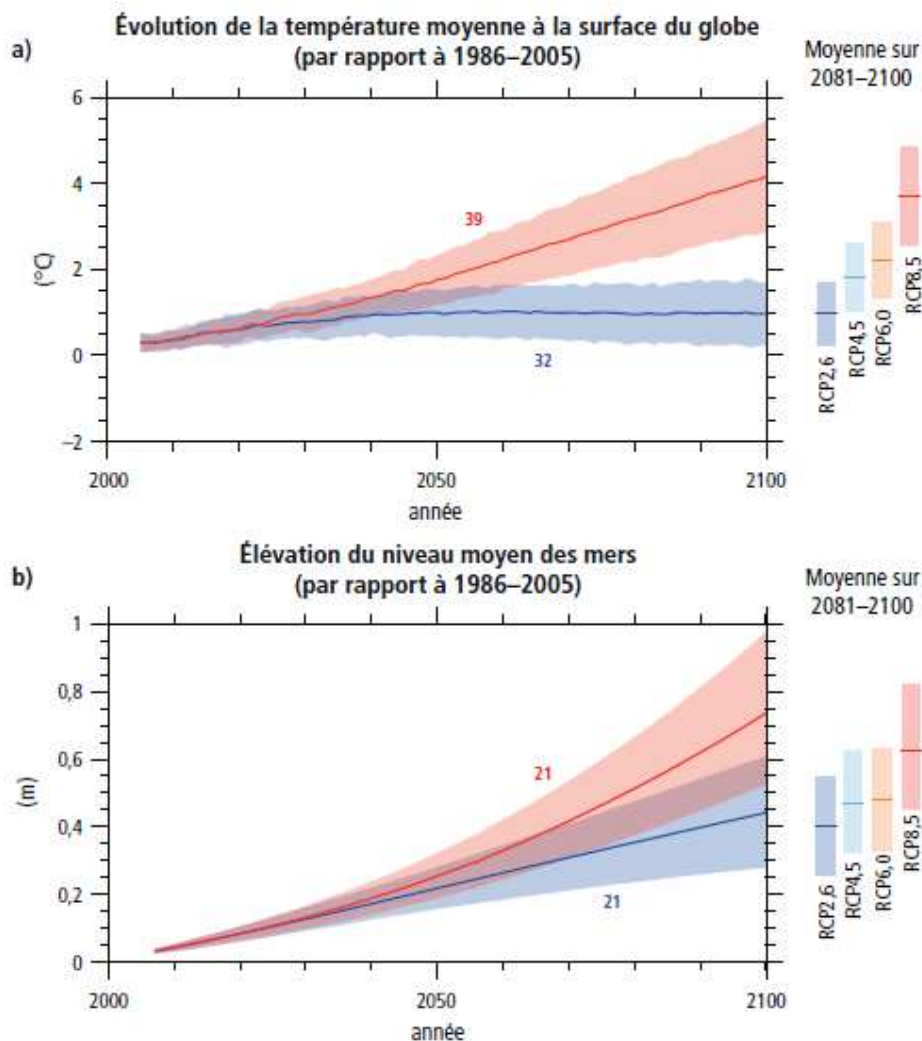 Évolution de la température moyenne à la surface du globe
(par rapport à 1986–2005)
a)
Moyenne sur
2081–2100
6
4
2
0
–2
(°C)
39
32
2000
2050
2100
année
RCP2,6
RCP4,5
RCP6,0
RCP8,5
Élévation du niveau moyen des mers
(par rapport à 1986–2005)
b)
Moyenne sur
2081–2100
1
0,8
0,6
0,4
0,2
0
(m)
21
21
2000
2050
2100
année
RCP2,6
RCP4,5
RCP6,0
RCP8,5